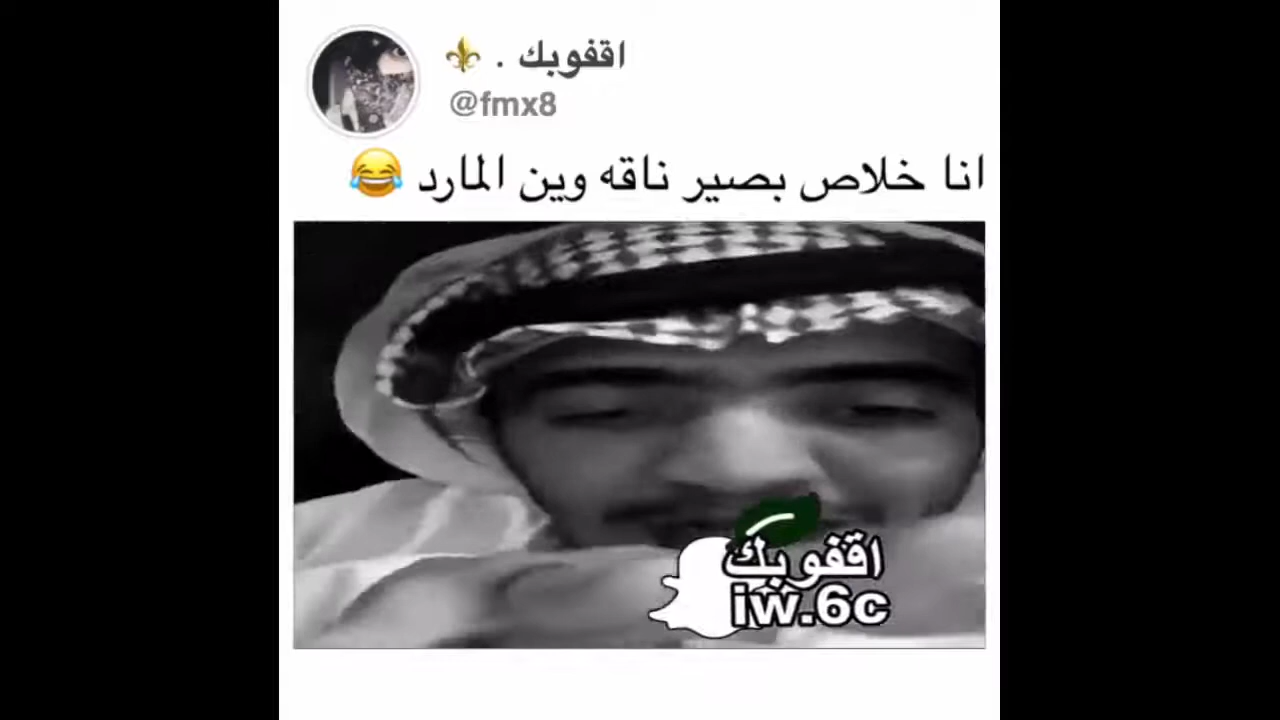 اقفوبك . ⚜️
@fmx8
انا خلاص بصير ناقه وين المارد 😂
اقفوبك
iw.6c